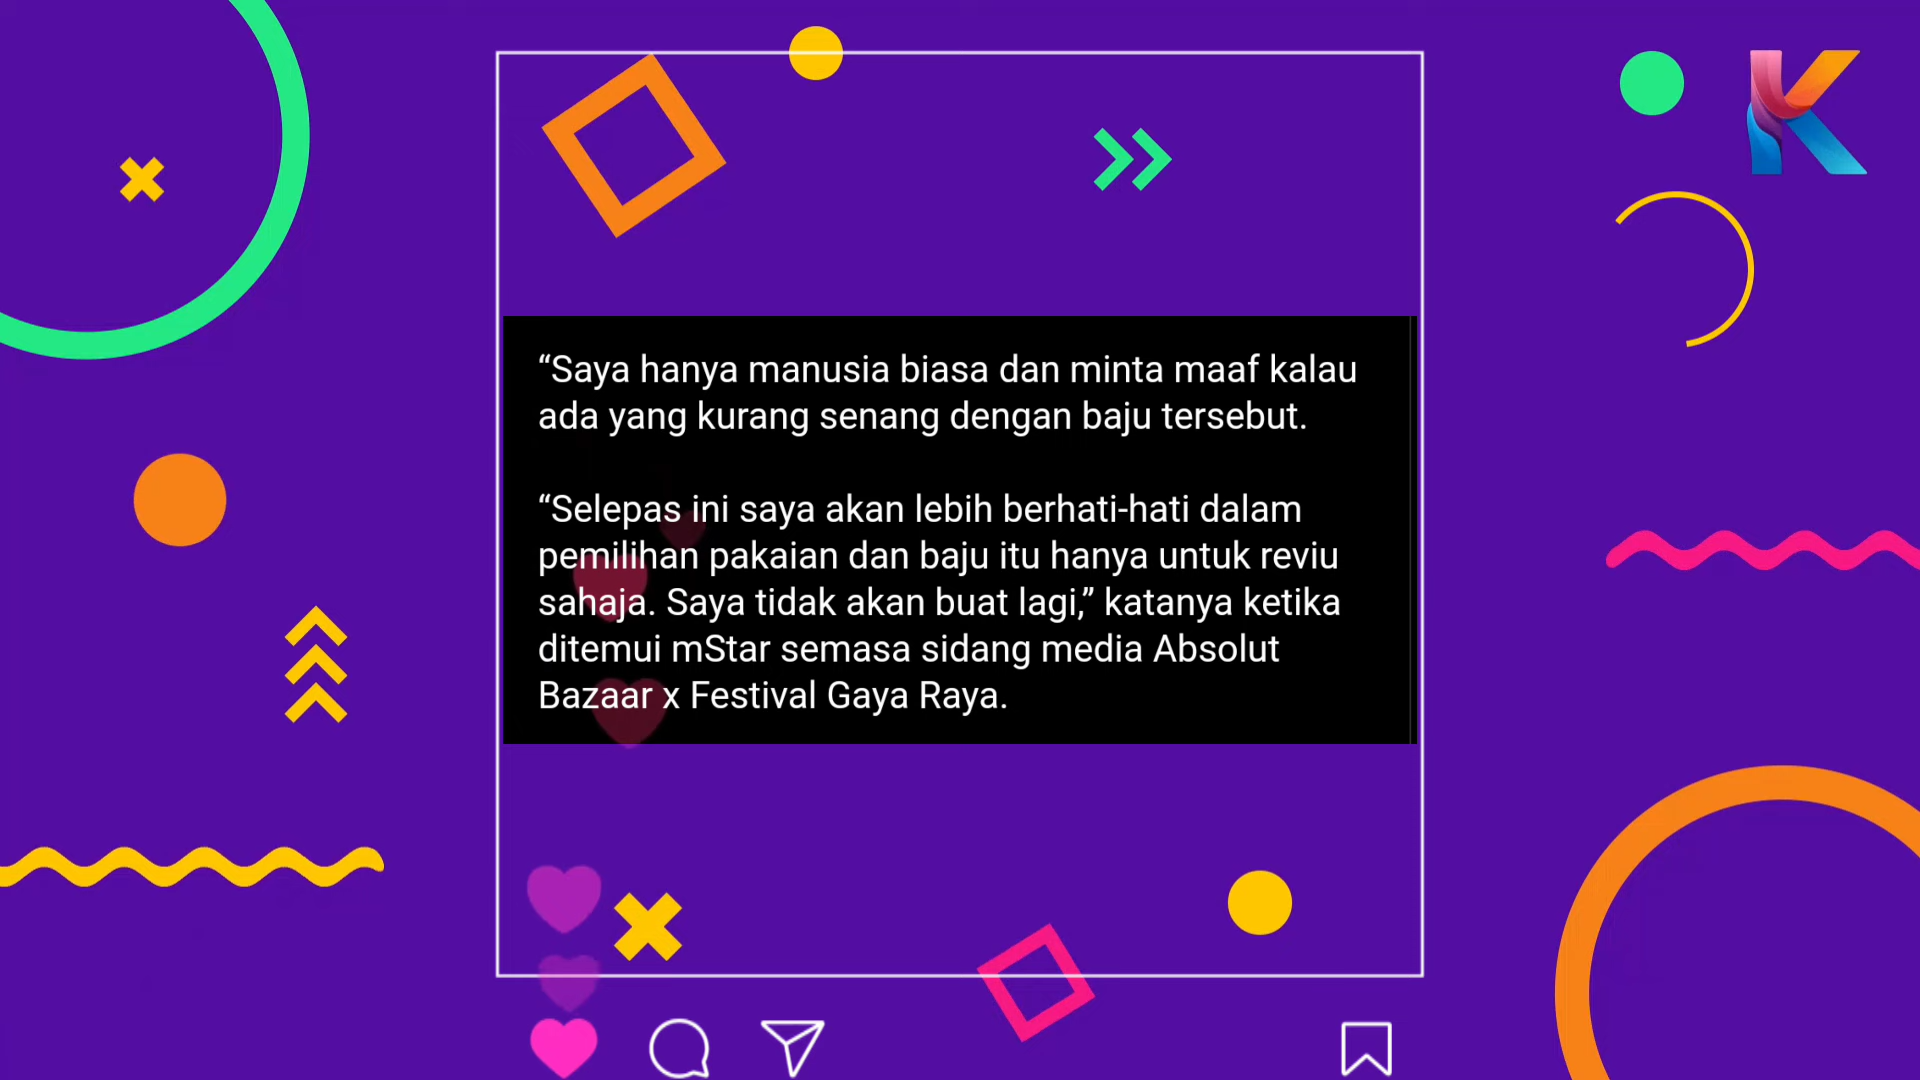 “Saya hanya manusia biasa dan minta maaf kalau
ada yang kurang senang dengan baju tersebut.
“Selepas ini saya akan lebih berhati-hati dalam
pemilihan pakaian dan baju itu hanya untuk reviu
sahaja. Saya tidak akan buat lagi,” katanya ketika
ditemui mStar semasa sidang media Absolut
Bazaar x Festival Gaya Raya.
K